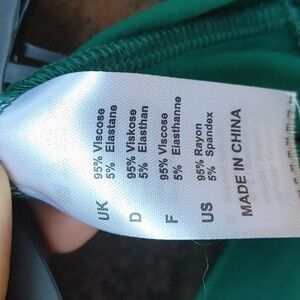 UK 95% Viscose
5% Elastane
D 95% Viskose
5% Elasthan
F 95% Viscose
5% Elasthanne
US 95% Rayon
5% Spandex
MADE IN CHINA